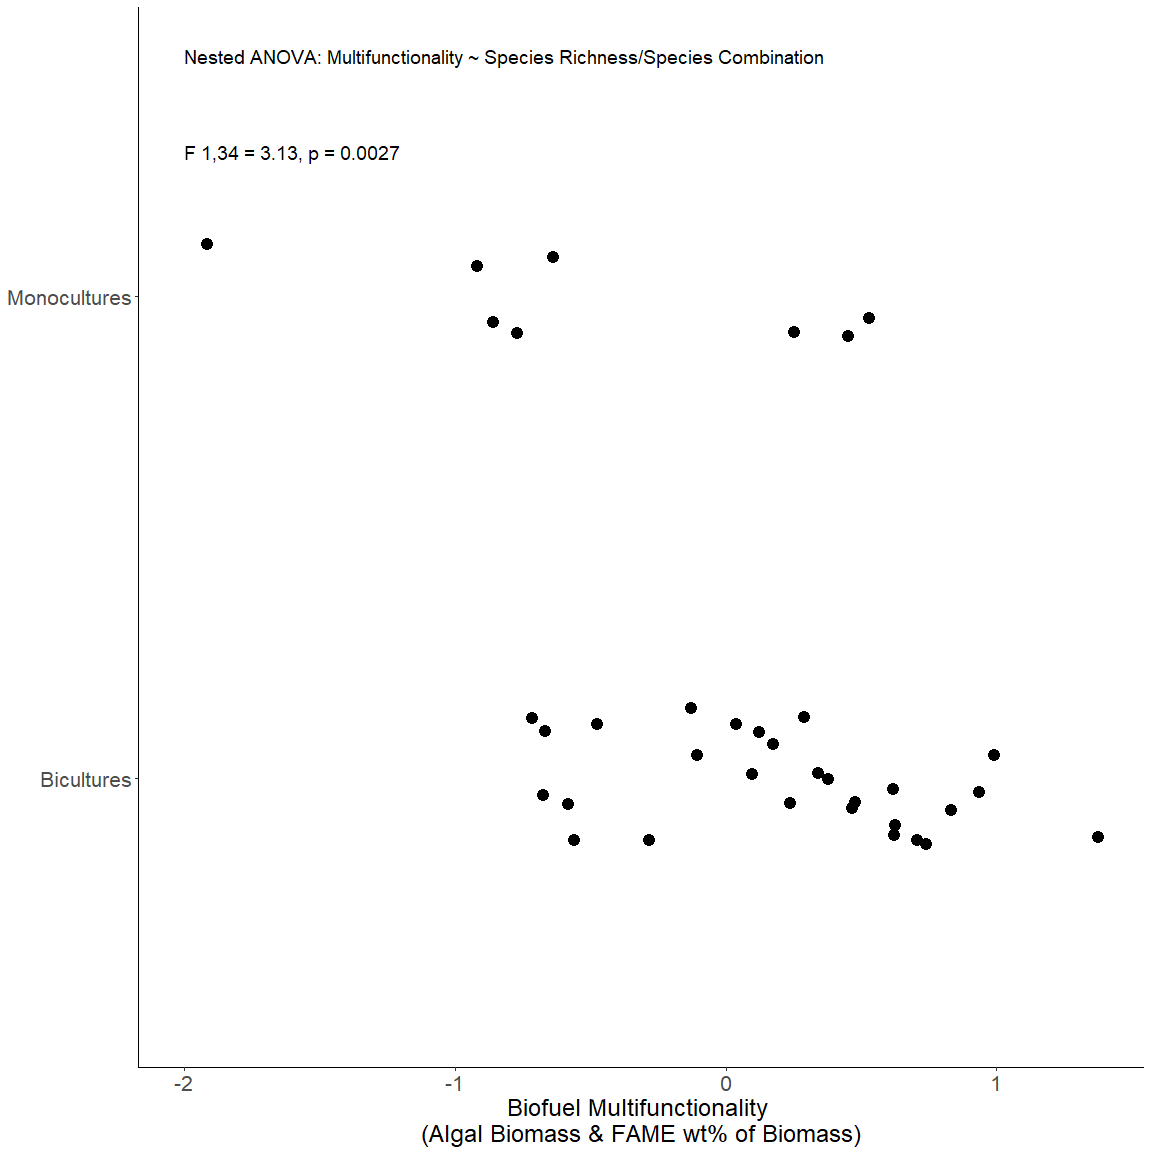 Nested ANOVA: Multifunctionality ~ Species Richness/Species Combination
F 1,34 = 3.13, p = 0.0027
Monocultures
Bicultures
-2
-1
0
1
Biofuel Multifunctionality
(Algal Biomass & FAME wt% of Biomass)